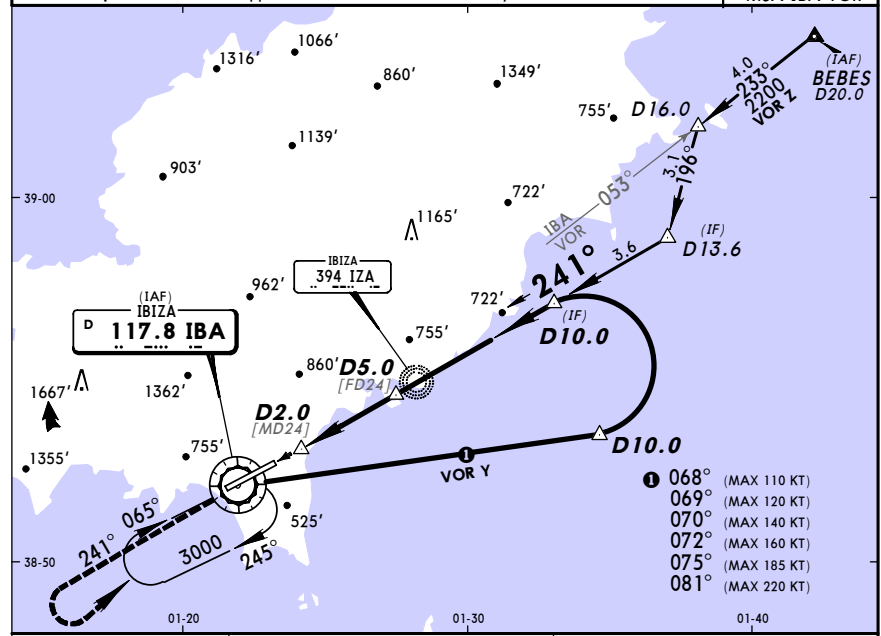 1316'
1066'
860'
1349'
755'
1139'
903'
722'
1165'
962'
722'
755'
860'
1362'
1667'
1355'
755'
525'
(IAF)
BEBES
D20.0
4.0
233°
2200
VOR Z
D16.0
3.1
196°
(IF)
D13.6
3.6
IBA
VOR
053°
241°
(IF)
D10.0
IBIZA
394 IZA
(IAF)
IBIZA
D 117.8 IBA
D5.0
[FD24]
D2.0
[MD24]
D10.0
1
VOR Y
1 068° (MAX 110 KT)
069° (MAX 120 KT)
070° (MAX 140 KT)
072° (MAX 160 KT)
075° (MAX 185 KT)
081° (MAX 220 KT)
241°
065°
3000
245°
39-00
38-50
01-20
01-30
01-40